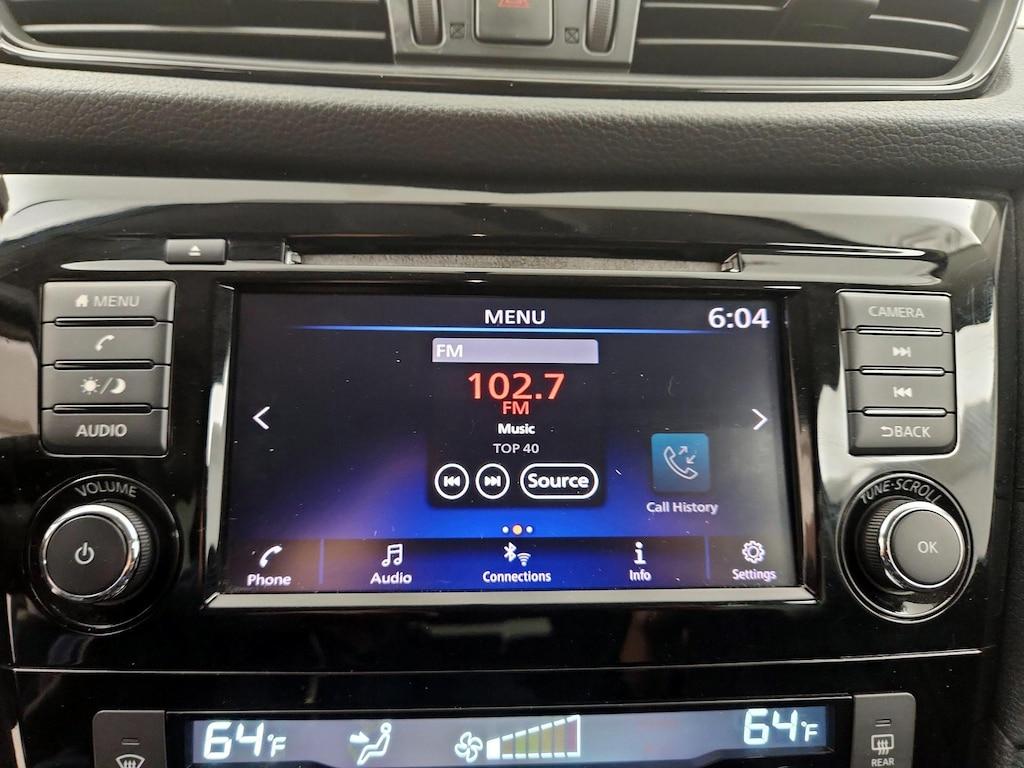 MENU
AUDIO
VOLUME
MENU
6:04
FM
102.7
FM
Music
TOP 40
Source
Call History
Phone
Audio
Connections
Info
Settings
CAMERA
BACK
TUNE·SCROLL
OK
64°F
64°F
REAR